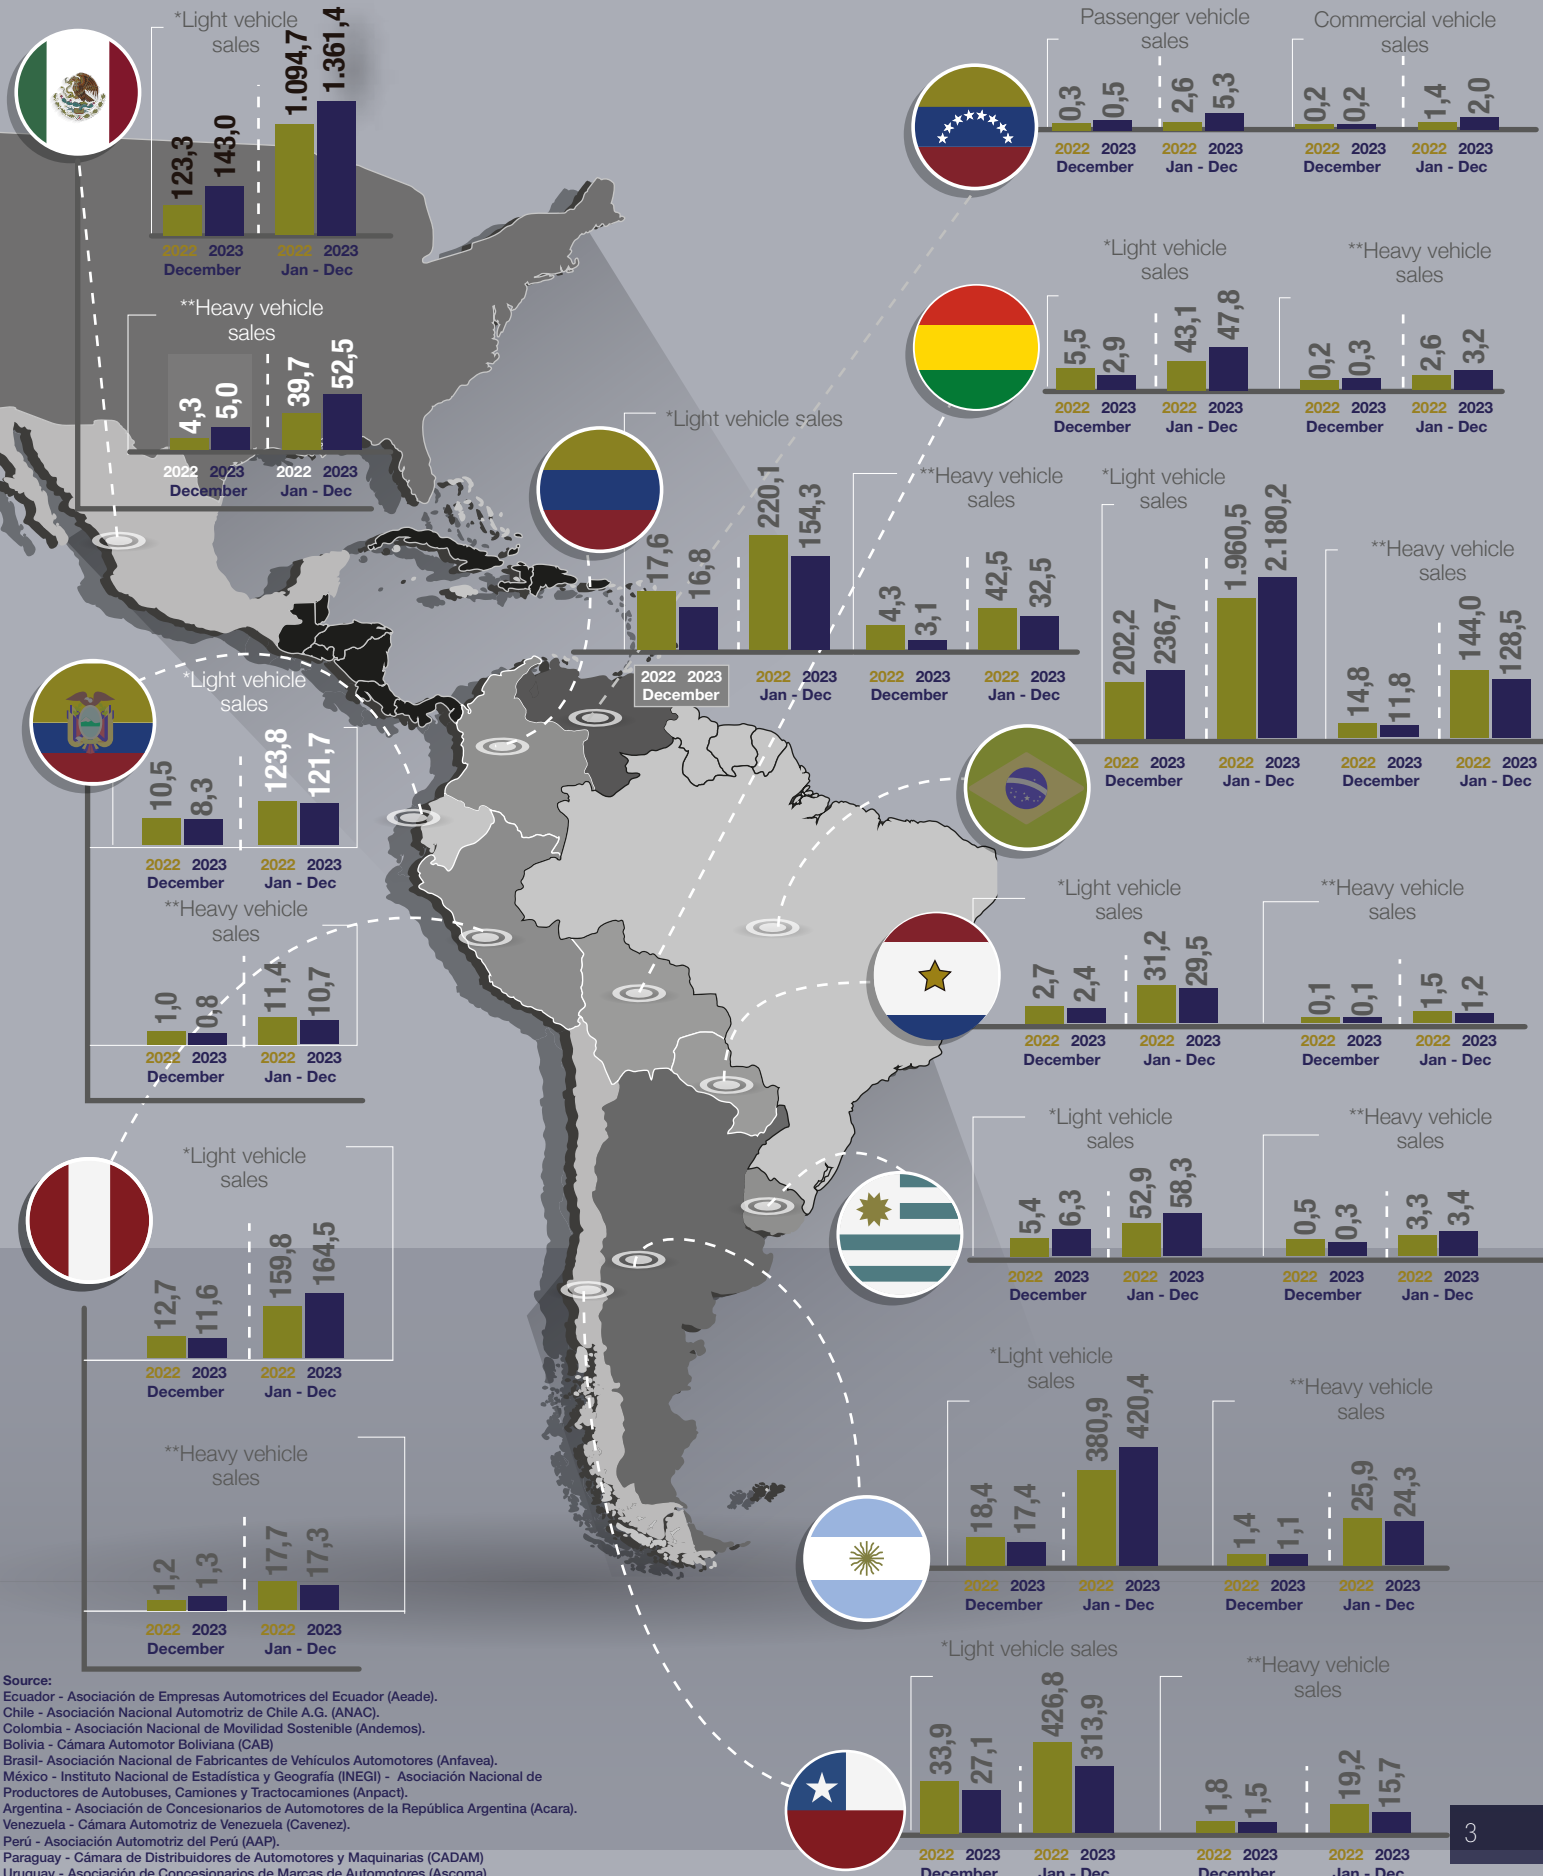 *Light vehicle
sales
123,3
143,0
1.094,7
1.361,4
2022 2023
2022 2023
December
Jan - Dec
**Heavy vehicle
sales
4,3
5,0
39,7
52,5
2022 2023
2022 2023
December
Jan - Dec
Passenger vehicle
sales
0,3
0,5
2,6
5,3
2022 2023
2022 2023
December
Jan - Dec
Commercial vehicle
sales
0,2
0,2
1,4
2,0
2022 2023
2022 2023
December
Jan - Dec
*Light vehicle
sales
5,5
2,9
43,1
47,8
2022 2023
2022 2023
December
Jan - Dec
**Heavy vehicle
sales
0,2
0,3
2,6
3,2
2022 2023
2022 2023
December
Jan - Dec
*Light vehicle sales
17,6
16,8
220,1
154,3
2022 2023
2022 2023
December
Jan - Dec
**Heavy vehicle
sales
4,3
3,1
42,5
32,5
2022 2023
2022 2023
December
Jan - Dec
*Light vehicle
sales
202,2
236,7
1.960,5
2.180,2
2022 2023
2022 2023
December
Jan - Dec
**Heavy vehicle
sales
14,8
11,8
144,0
128,5
2022 2023
2022 2023
December
Jan - Dec
*Light vehicle
sales
10,5
8,3
123,8
121,7
2022 2023
2022 2023
December
Jan - Dec
**Heavy vehicle
sales
1,0
0,8
11,4
10,7
2022 2023
2022 2023
December
Jan - Dec
*Light vehicle
sales
2,7
2,4
31,2
29,5
2022 2023
2022 2023
December
Jan - Dec
**Heavy vehicle
sales
0,1
0,1
1,5
1,2
2022 2023
2022 2023
December
Jan - Dec
*Light vehicle
sales
5,4
6,3
52,9
58,3
2022 2023
2022 2023
December
Jan - Dec
**Heavy vehicle
sales
0,5
0,3
3,3
3,4
2022 2023
2022 2023
December
Jan - Dec
*Light vehicle
sales
12,7
11,6
159,8
164,5
2022 2023
2022 2023
December
Jan - Dec
**Heavy vehicle
sales
1,2
1,3
17,7
17,3
2022 2023
2022 2023
December
Jan - Dec
*Light vehicle
sales
18,4
17,4
380,9
420,4
2022 2023
2022 2023
December
Jan - Dec
**Heavy vehicle
sales
1,4
1,1
25,9
24,3
2022 2023
2022 2023
December
Jan - Dec
*Light vehicle sales
33,9
27,1
426,8
313,9
2022 2023
2022 2023
December
Jan - Dec
**Heavy vehicle
sales
1,8
1,5
19,2
15,7
2022 2023
2022 2023
December
Jan - Dec
3
Source:
Ecuador - Asociación de Empresas Automotrices del Ecuador (Aeade).
Chile - Asociación Nacional Automotriz de Chile A.G. (ANAC).
Colombia - Asociación Nacional de Movilidad Sostenible (Andemos).
Bolivia - Cámara Automotor Boliviana (CAB)
Brasil- Asociación Nacional de Fabricantes de Vehículos Automotores (Anfavea).
México - Instituto Nacional de Estadística y Geografía (INEGI) - Asociación Nacional de
Productores de Autobuses, Camiones y Tractocamiones (Anpact).
Argentina - Asociación de Concesionarios de Automotores de la República Argentina (Acara).
Venezuela - Cámara Automotriz de Venezuela (Cavenez).
Perú - Asociación Automotriz del Perú (AAP).
Paraguay - Cámara de Distribuidores de Automotores y Maquinarias (CADAM)
Uruguay - Asociación de Concesionarios de Marcas de Automotores (Ascoma)